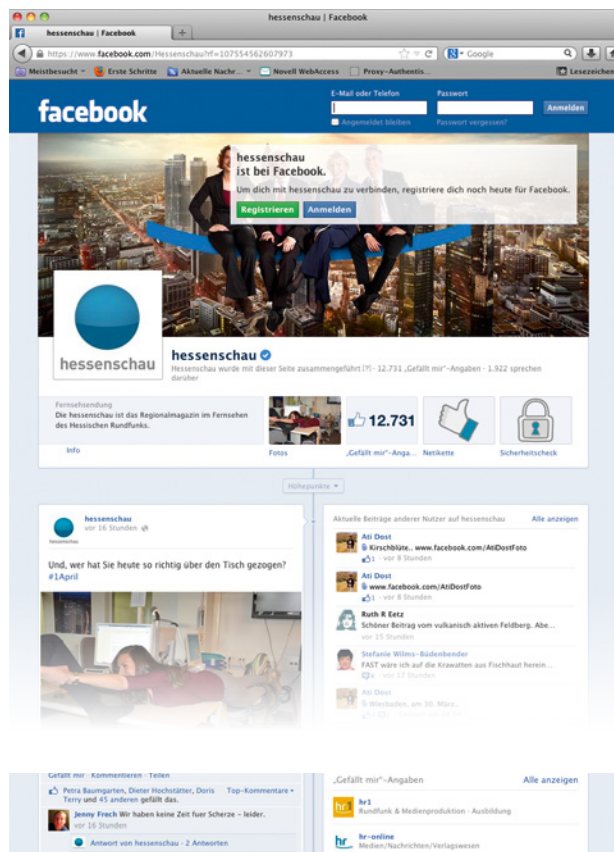 hessenschau | Facebook
hessenschau | Facebook
https://www.facebook.com/Hessenschau?rf=107554562607973
Google
Meistbesucht
Erste Schritte
Aktuelle Nachr...
Novell WebAccess
Proxy-Authentis...
Lesezeichen
facebook
E-Mail oder Telefon
Passwort
Anmelden
Angemeldet bleiben
Passwort vergessen?
hessenschau
ist bei Facebook.
Um dich mit hessenschau zu verbinden, registriere dich noch heute für Facebook.
Registrieren
Anmelden
hessenschau
hessenschau
Hessenschau wurde mit dieser Seite zusammengeführt [?] · 12.731 „Gefällt mir“-Angaben · 1.922 sprechen
darüber
Fernsehsendung
Die hessenschau ist das Regionalmagazin im Fernsehen
des Hessischen Rundfunks.
Info
12.731
Fotos
„Gefällt mir“-Anga...
Netikette
Sicherheitscheck
Höhepunkte
hessenschau
vor 16 Stunden
hessenschau
Und, wer hat Sie heute so richtig über den Tisch gezogen?
#1April
Aktuelle Beiträge anderer Nutzer auf hessenschau
Alle anzeigen
Ati Dost
Kirschblüte.. www.facebook.com/AtiDostFoto
1 · vor 8 Stunden
Ati Dost
www.facebook.com/AtiDostFoto
1 · vor 8 Stunden
Ruth R Eetz
Schöner Beitrag vom vulkanisch aktiven Feldberg. Abe...
vor 15 Stunden
Stefanie Wilms-Büdenbender
FAST wäre ich auf die Krawatten aus Fischhaut herein...
vor 17 Stunden
Ati Dost
Wiesbaden, am 30. März..
Gefällt mir · Kommentieren · Teilen
Petra Baumgarten, Dieter Hochstätter, Doris
Terry und 45 anderen gefällt das.
Top-Kommentare
Jenny Frech Wir haben keine Zeit fuer Scherze – leider.
vor 16 Stunden
Antwort von hessenschau · 2 Antworten
„Gefällt mir“-Angaben
Alle anzeigen
hr1
hr1
Rundfunk & Medienproduktion · Ausbildung
hr
hr-online
Medien/Nachrichten/Verlagswesen